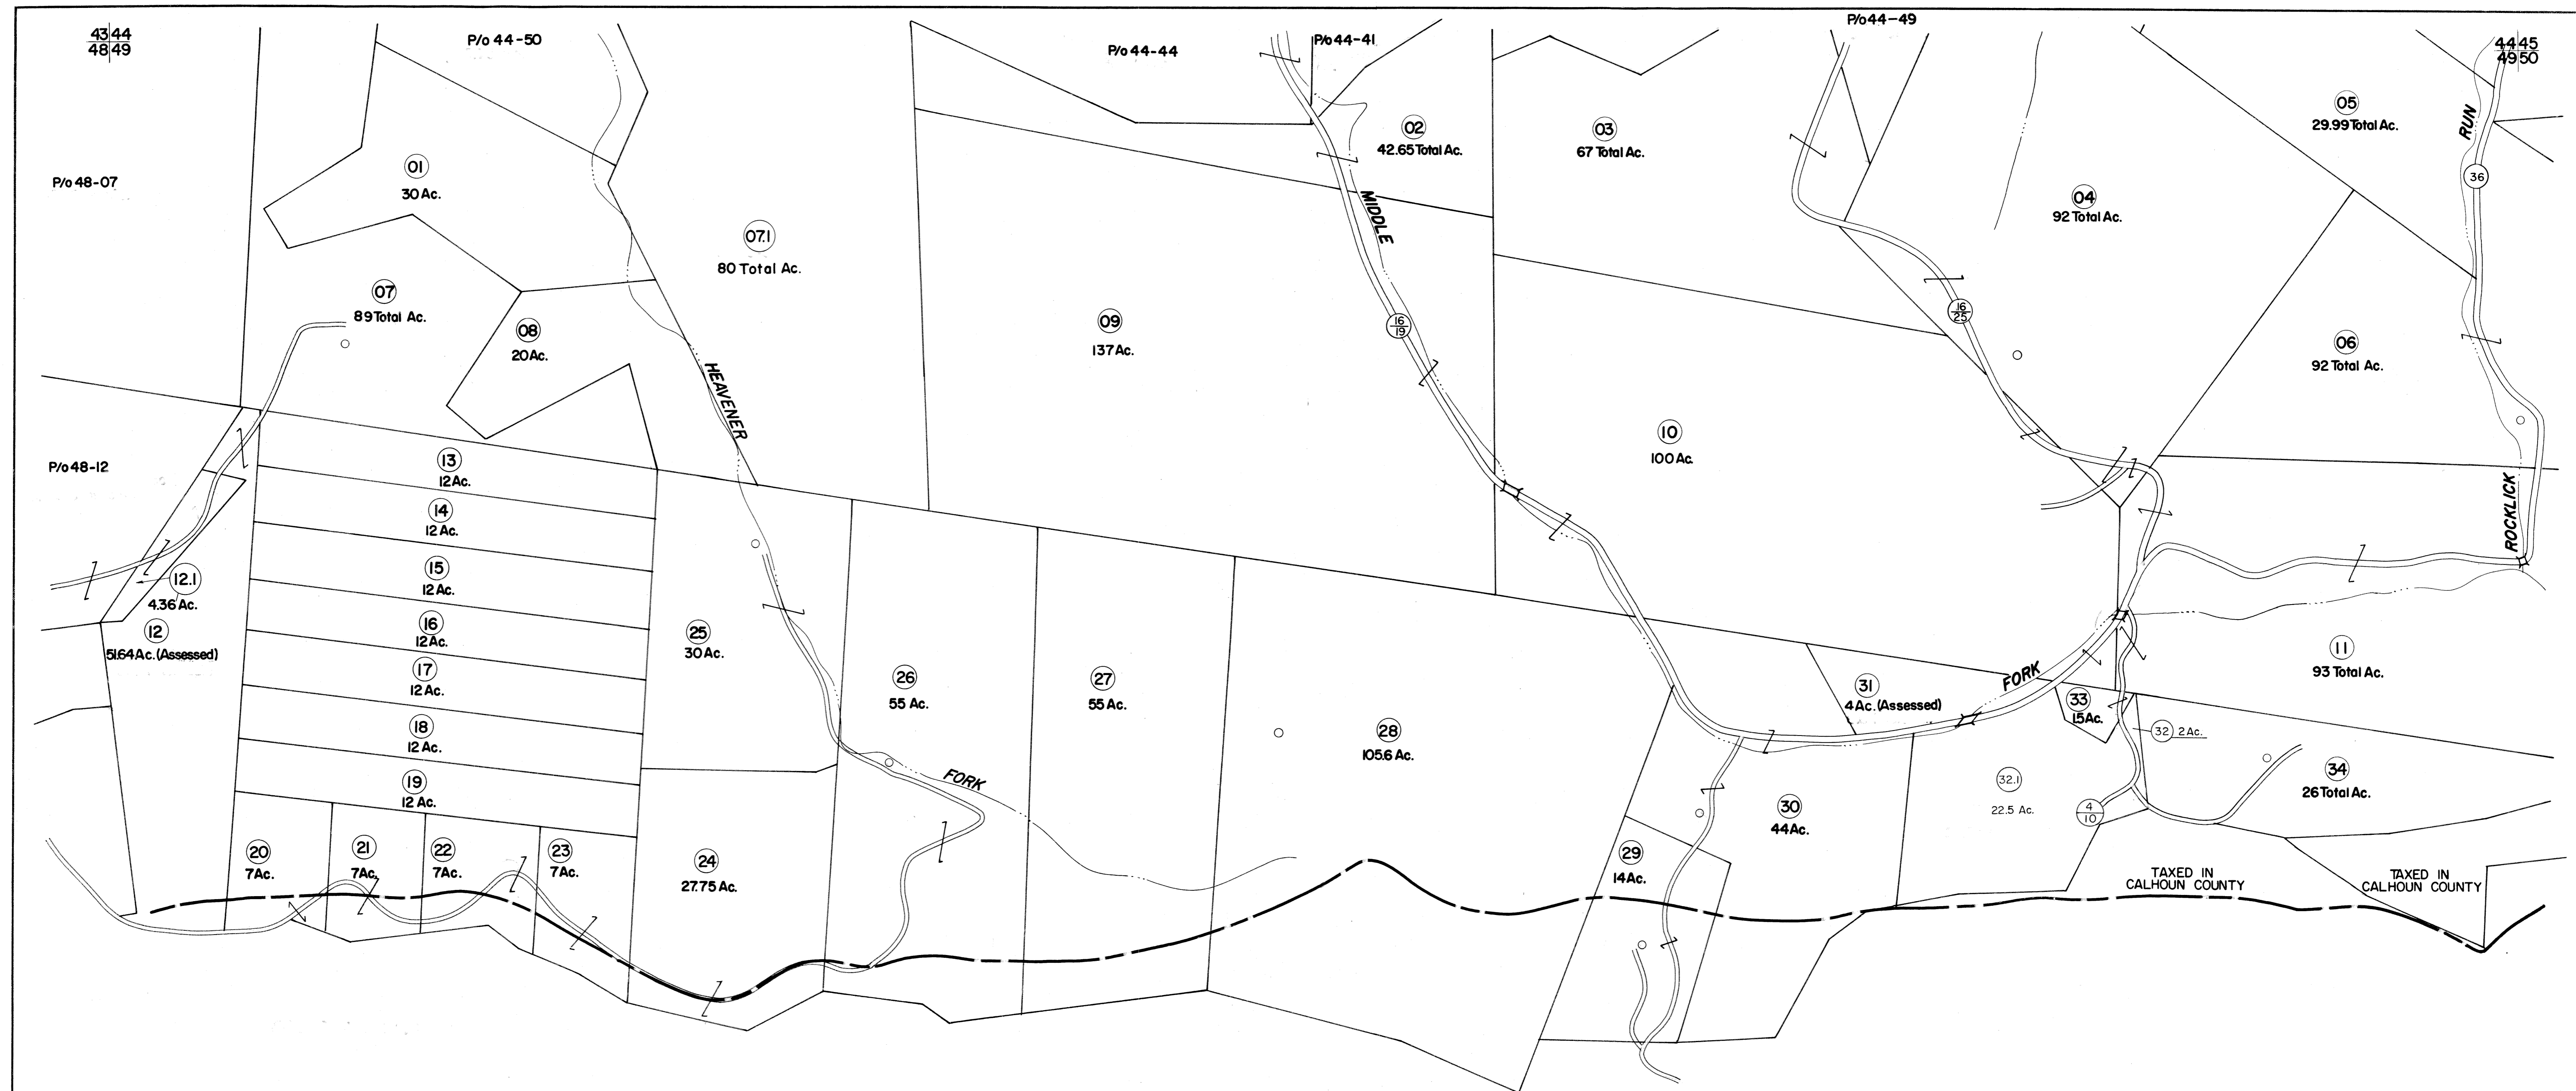 43 44
48 49
P/o 44-50
P/o 44-44
P/o 44-41
P/o 44-49
44 45
49 50
P/o 48-07
01
30 Ac.
07.1
80 Total Ac.
02
42.65 Total Ac.
03
67 Total Ac.
04
92 Total Ac.
05
29.99 Total Ac.
RUN
36
MIDDLE
07
89 Total Ac.
08
20 Ac.
HEAVENER
09
137 Ac.
16
19
16
25
06
92 Total Ac.
10
100 Ac.
P/o 48-12
13
12 Ac.
14
12 Ac.
15
12 Ac.
16
12 Ac.
17
12 Ac.
18
12 Ac.
19
12 Ac.
ROCKLICK
12.1
4.36 Ac.
12
51.64 Ac. (Assessed)
25
30 Ac.
26
55 Ac.
27
55 Ac.
28
105.6 Ac.
31
4 Ac. (Assessed)
FORK
33
1.5 Ac.
11
93 Total Ac.
32 .2 Ac.
FORK
32.1
22.5 Ac.
4
10
34
26 Total Ac.
30
44 Ac.
20
7 Ac.
21
7 Ac.
22
7 Ac.
23
7 Ac.
24
27.75 Ac.
29
14 Ac.
TAXED IN
CALHOUN COUNTY
TAXED IN
CALHOUN COUNTY